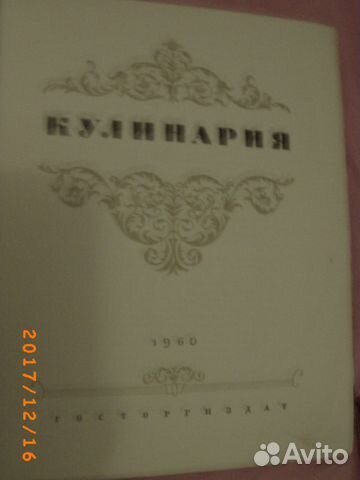 КУЛИНАРИЯ
1960
ГОСТОРГИЗДАТ
2017/12/16
Avito